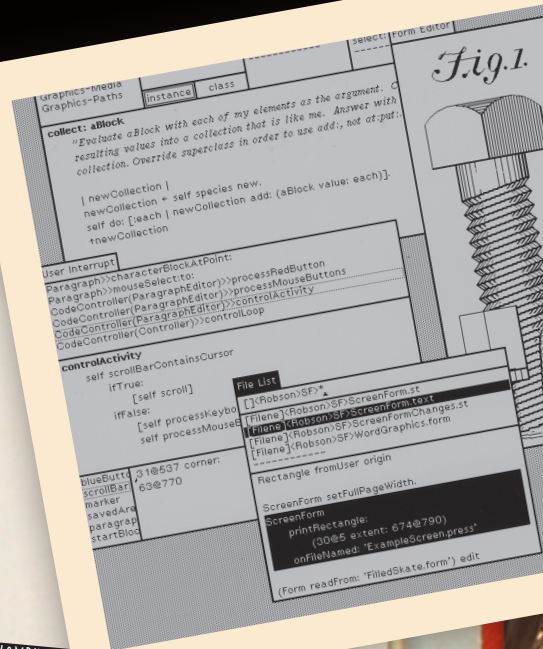 Graphics-Media
Graphics-Paths
instance class
select:
Form Editor
Fig.1.
collect: aBlock
"Evaluate aBlock with each of my elements as the argument. C
resulting values into a collection that is like me. Answer with
collection. Override superclass in order to use add:, not at:put:.
| newCollection |
newCollection ← self species new.
self do: [:each | newCollection add: (aBlock value: each)].
↑newCollection
User Interrupt
Paragraph>>characterBlockAtPoint:
Paragraph>>mouseSelect:to:
CodeController(ParagraphEditor)>>processRedButton
CodeController(ParagraphEditor)>>processMouseButtons
CodeController(ParagraphEditor)>>controlActivity
CodeController(Controller)>>controlLoop
controlActivity
self scrollBarContainsCursor
ifTrue:
[self scroll]
ifFalse:
[self processKeybo
self processMouseB
blueButto
scrollBar
marker
savedAre
paragrap
startBloc
31@537 corner:
63@770
File List
[]<Robson>SF>*
[Filene]<Robson>SF>ScreenForm.st
[Filene]<Robson>SF>ScreenForm.text
[Filene]<Robson>SF>ScreenFormChanges.st
[Filene]<Robson>SF>WordGraphics.form
Rectangle fromUser origin
ScreenForm setFullPageWidth.
ScreenForm
printRectangle:
(30@5 extent: 674@790)
onFileNamed: 'ExampleScreen.press'
(Form readFrom: 'FilledSkate.form') edit